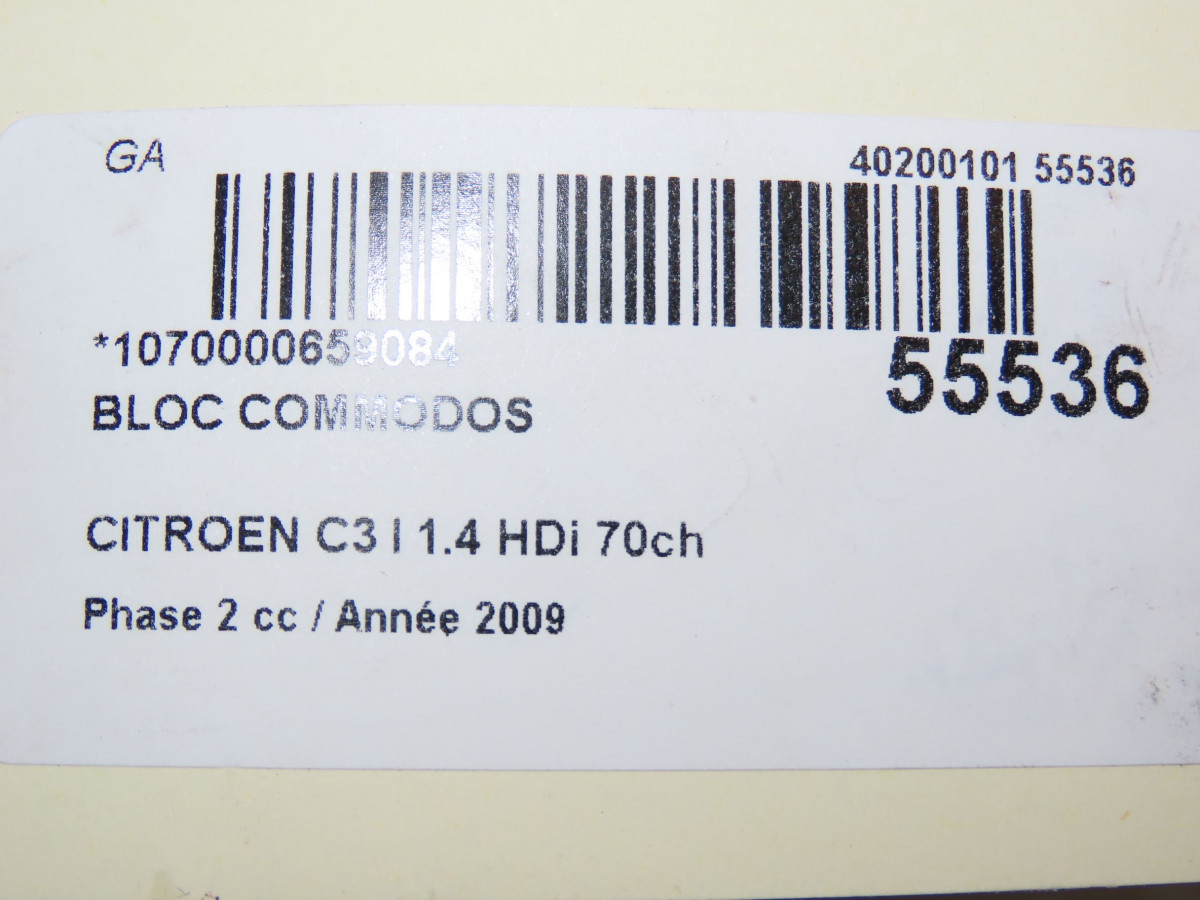 GA
40200101 55536
*1070000659084
55536
BLOC COMMODOS
CITROEN C3 I 1.4 HDi 70ch
Phase 2 cc / Année 2009